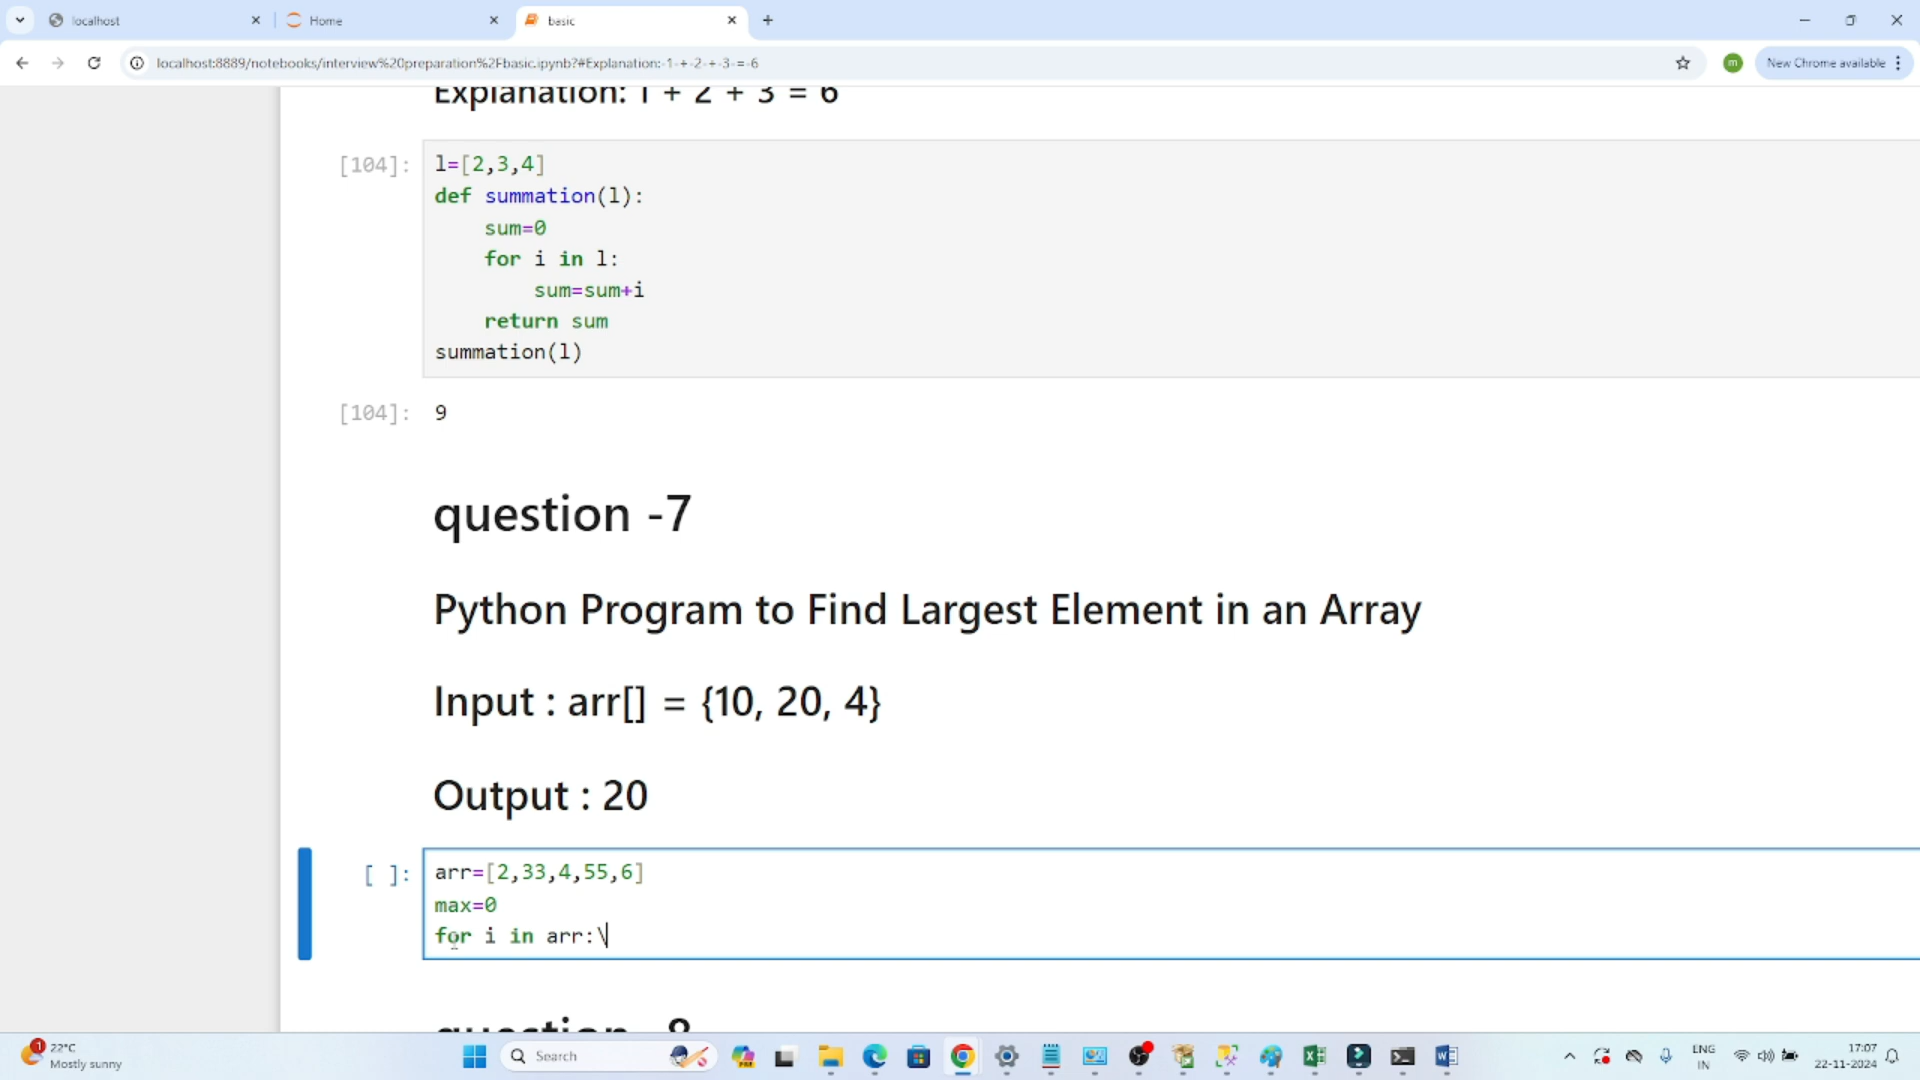 localhost
Home
basic
localhost:8889/notebooks/interview%20preparation%2Fbasic.ipynb?#Explanation:-1-+-2-+-3-=-6
New Chrome available
Explanation: 1 + 2 + 3 = 6
[104]:
l=[2,3,4]
def summation(l):
sum=0
for i in l:
sum=sum+i
return sum
summation(l)
[104]: 9
question -7
Python Program to Find Largest Element in an Array
Input : arr[] = {10, 20, 4}
Output : 20
[ ]:
arr=[2,33,4,55,6]
max=0
for i in arr:\
question -8
1
22°C
Mostly sunny
Search
ENG
IN
17:07
22-11-2024